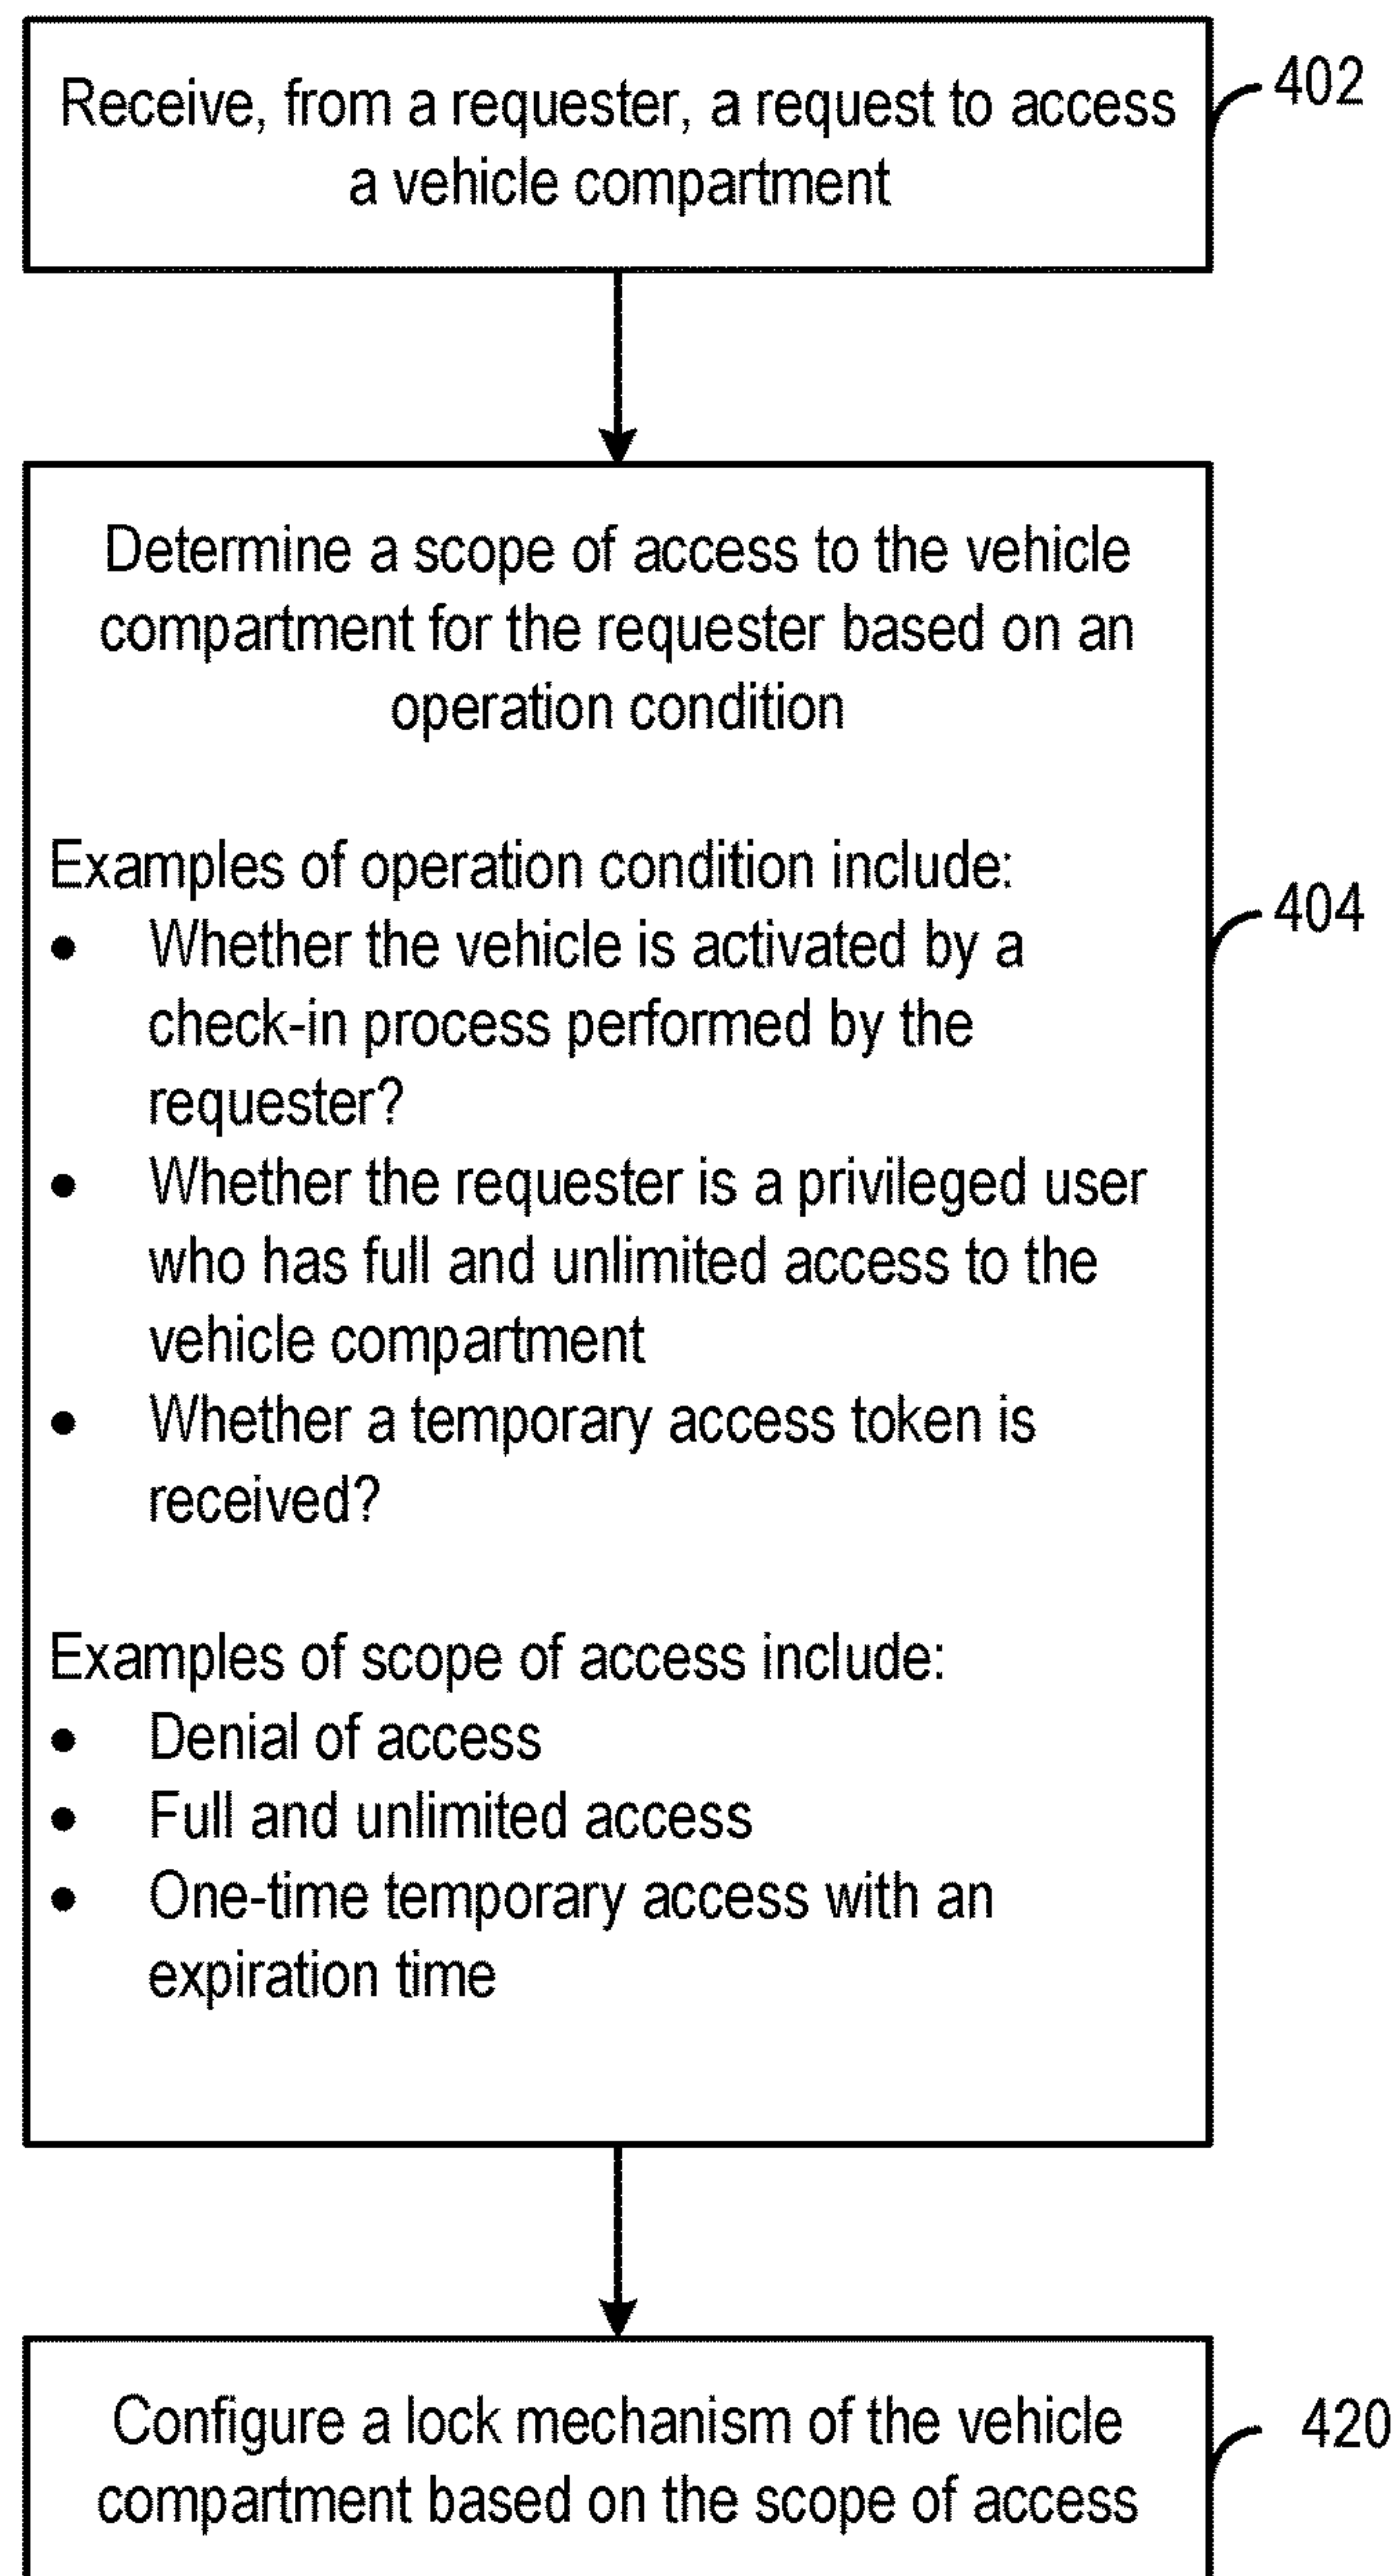 Receive, from a requester, a request to access
a vehicle compartment
402
Determine a scope of access to the vehicle
compartment for the requester based on an
operation condition
Examples of operation condition include:
● Whether the vehicle is activated by a
check-in process performed by the
requester?
● Whether the requester is a privileged user
who has full and unlimited access to the
vehicle compartment
● Whether a temporary access token is
received?
Examples of scope of access include:
● Denial of access
● Full and unlimited access
● One-time temporary access with an
expiration time
404
Configure a lock mechanism of the vehicle
compartment based on the scope of access
420